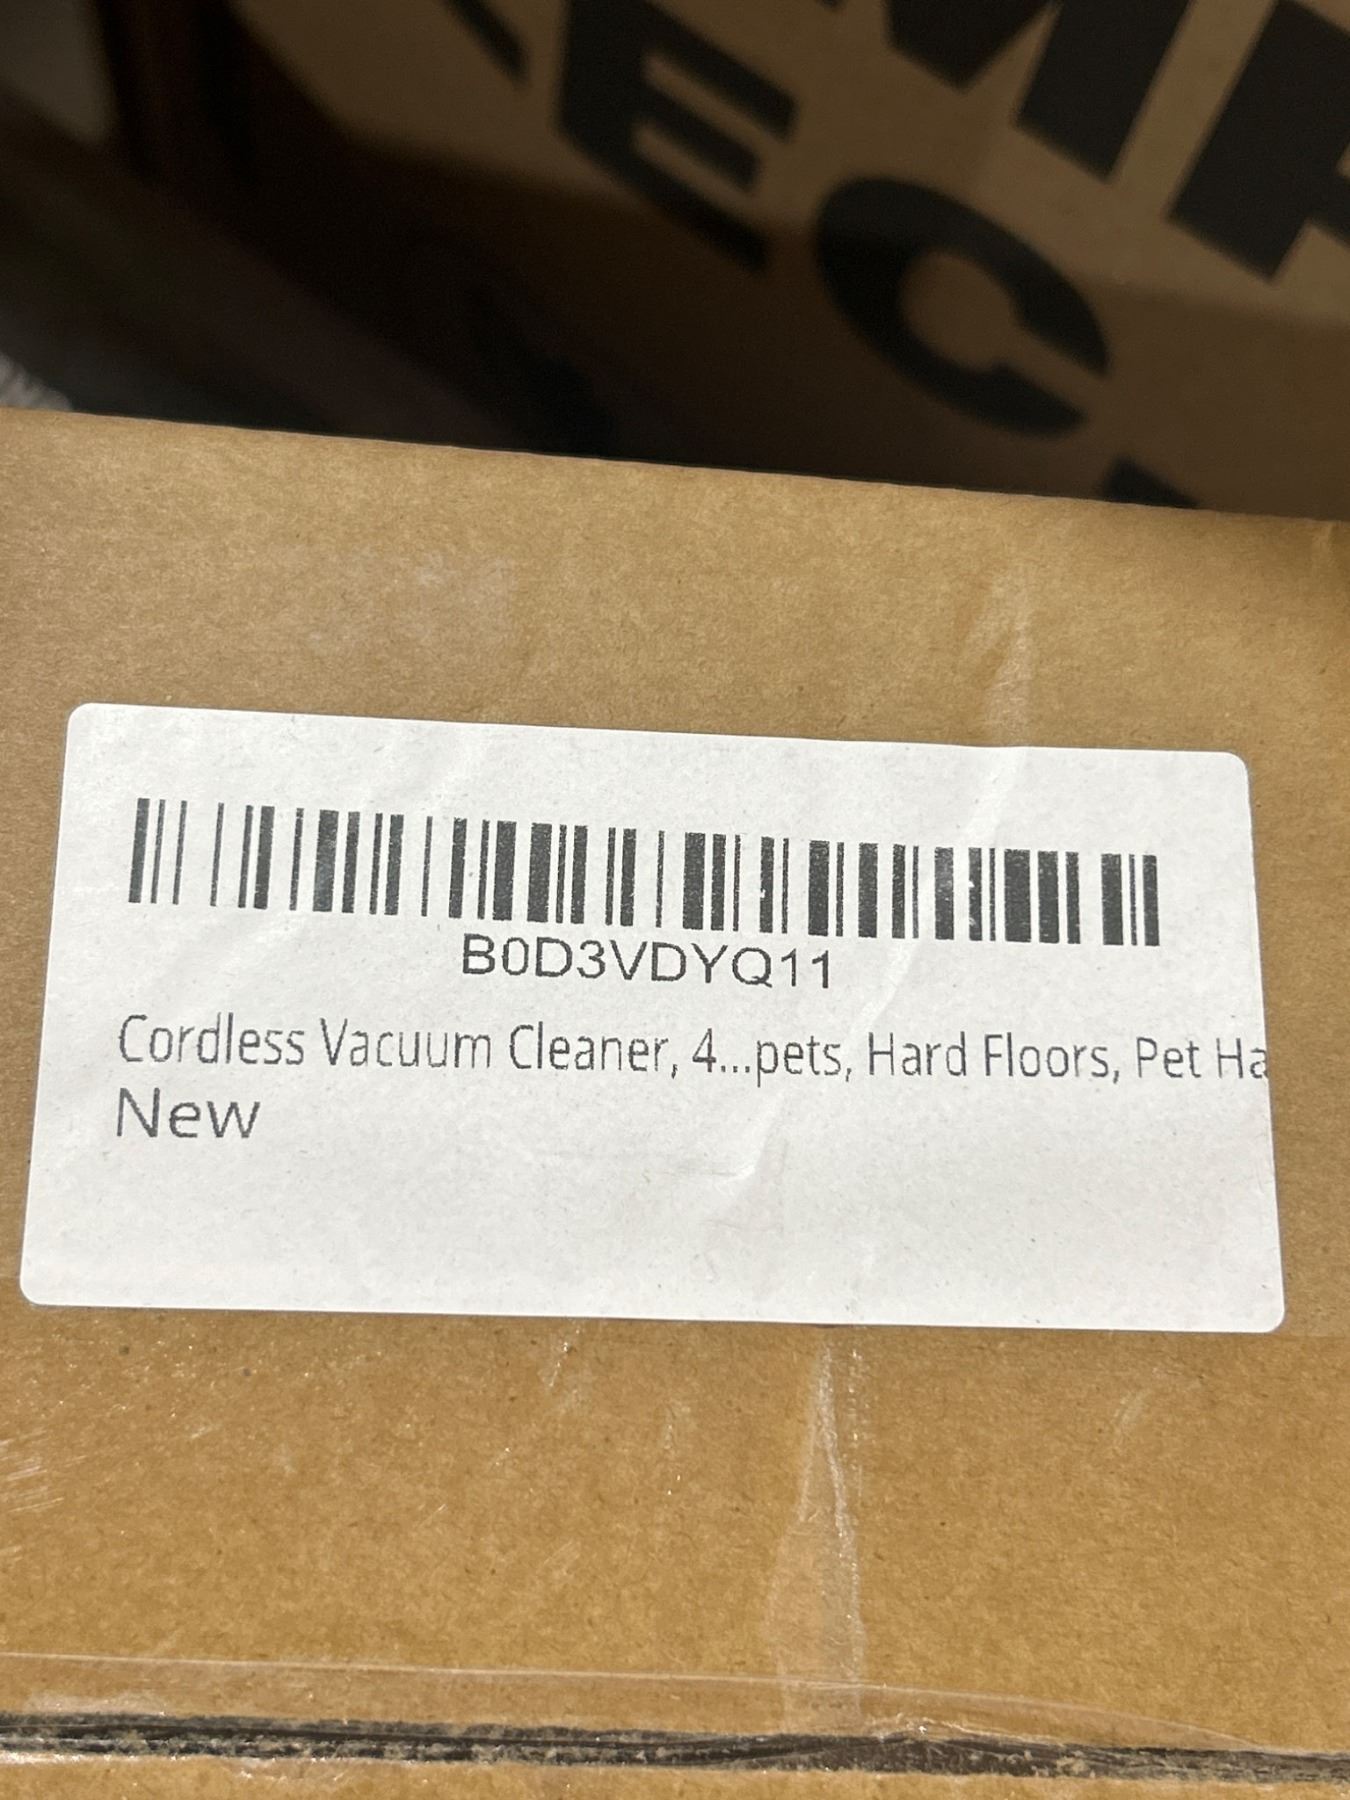 B0D3VDYQ11
Cordless Vacuum Cleaner, 4...pets, Hard Floors, Pet Ha
New